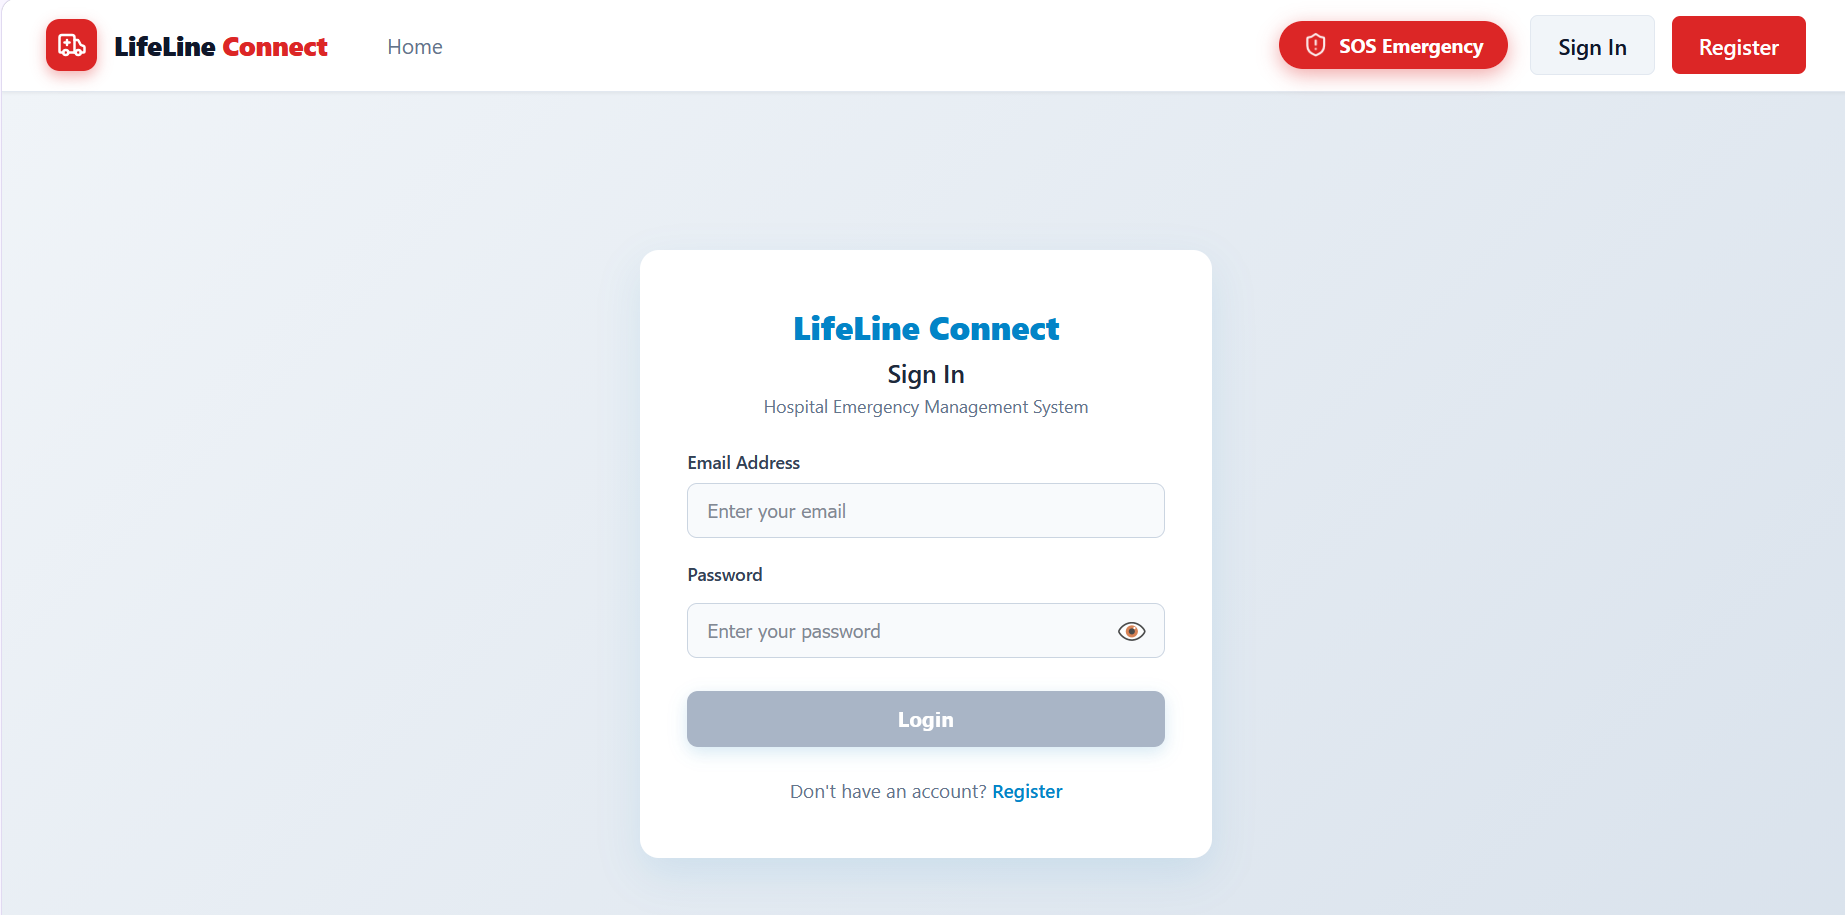 LifeLine Connect
Home
SOS Emergency
Sign In
Register
LifeLine Connect
Sign In
Hospital Emergency Management System
Email Address
Enter your email
Password
Enter your password
Login
Don't have an account? Register